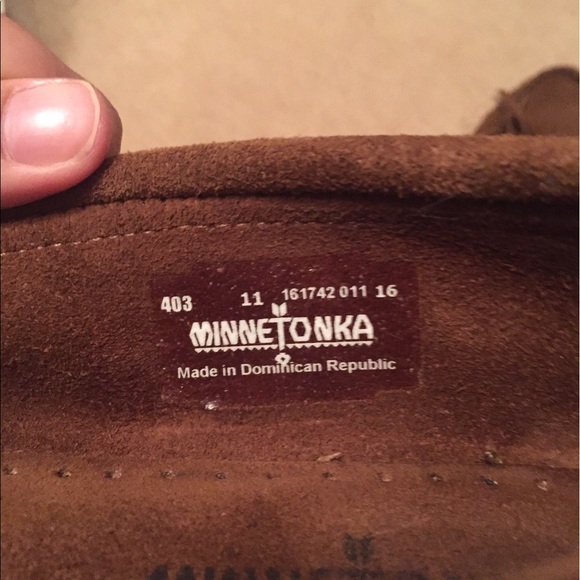 403 11 161742 011 16
MINNETONKA
Made in Dominican Republic